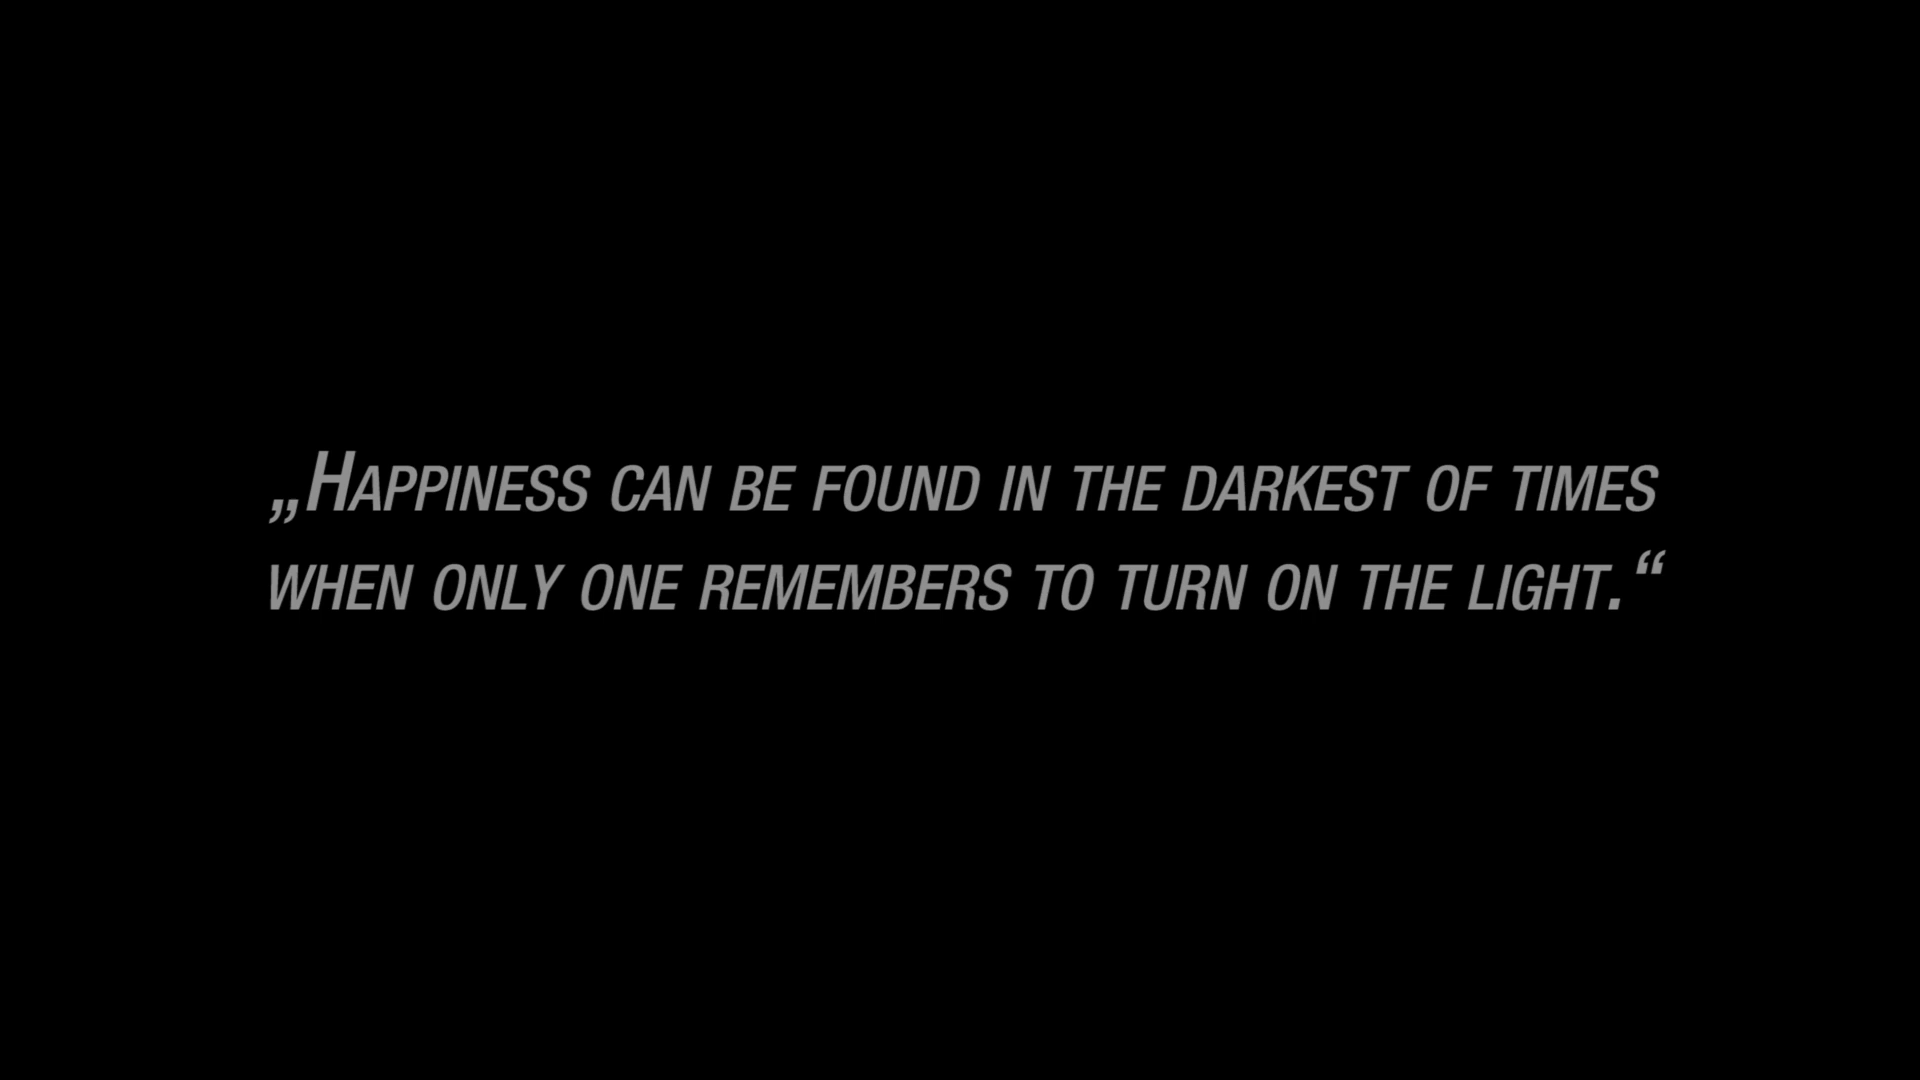 „Happiness can be found in the darkest of times
when only one remembers to turn on the light.“